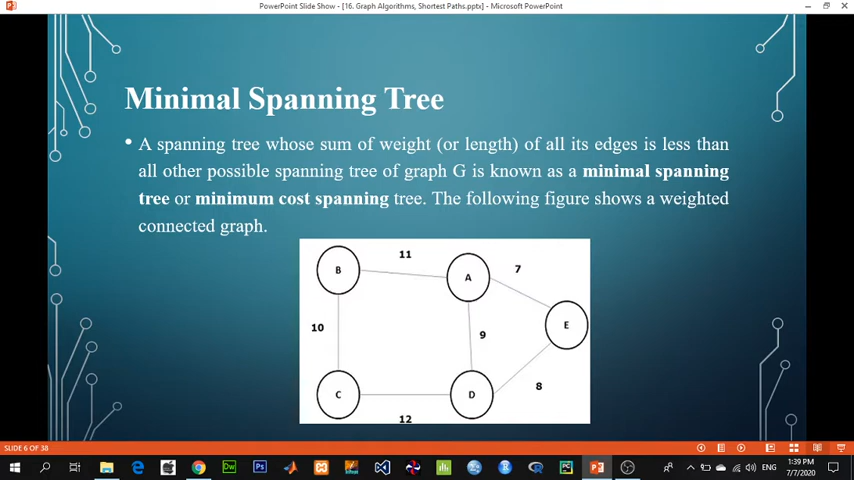 PowerPoint Slide Show - [16. Graph Algorithms, Shortest Paths.pptx] - Microsoft PowerPoint
Minimal Spanning Tree
• A spanning tree whose sum of weight (or length) of all its edges is less than
all other possible spanning tree of graph G is known as a minimal spanning
tree or minimum cost spanning tree. The following figure shows a weighted
connected graph.
11
B
A
7
E
10
9
8
C
D
12
SLIDE 6 OF 38
Dw
Ps
R
PC
ENG
1:39 PM
7/7/2020